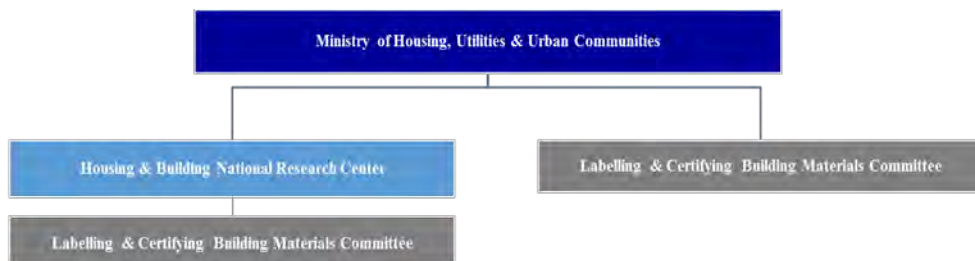 Ministry of Housing, Utilities & Urban Communities
Housing & Building National Research Center
Labelling & Certifying Building Materials Committee
Labelling & Certifying Building Materials Committee